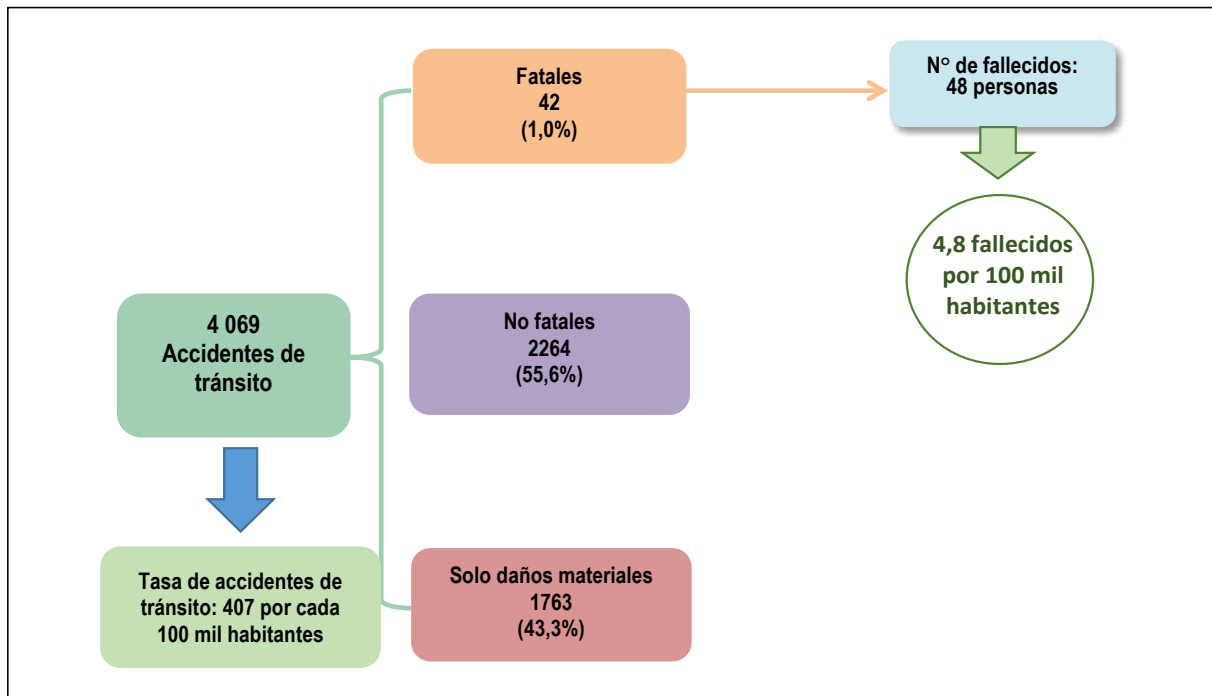 Fatales
42
(1,0%)
N° de fallecidos:
48 personas
4,8 fallecidos
por 100 mil
habitantes
4 069
Accidentes de
tránsito
No fatales
2264
(55,6%)
Tasa de accidentes de
tránsito: 407 por cada
100 mil habitantes
Solo daños materiales
1763
(43,3%)